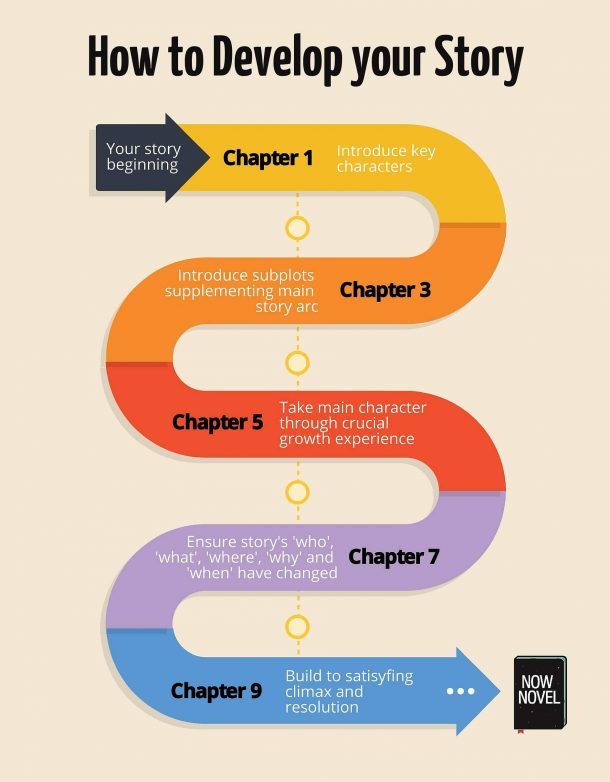 How to Develop your Story
Your story
beginning
Chapter 1
Introduce key
characters
Introduce subplots
supplementing main
story arc
Chapter 3
Chapter 5
Take main character
through crucial
growth experience
Ensure story's 'who',
'what', 'where', 'why' and
'when' have changed
Chapter 7
Chapter 9
Build to satisyfing
climax and
resolution
NOW
NOVEL